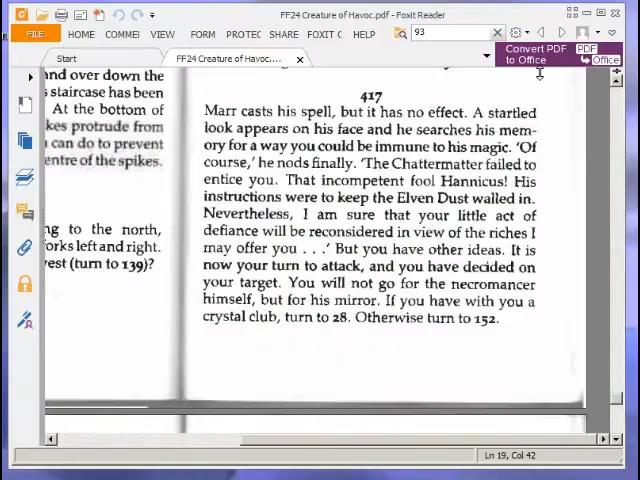 FF24 Creature of Havoc.pdf - Foxit Reader
FILE
HOME
COMMEI
VIEW
FORM
PROTEC
SHARE
FOXIT C
HELP
93
Start
FF24 Creature of Havoc....
Convert PDF to Office
PDF
Office
and over down the
s staircase has been
At the bottom of
kes protrude from
u can do to prevent
entre of the spikes.
ng to the north,
forks left and right.
vest (turn to 139)?
417
Marr casts his spell, but it has no effect. A startled
look appears on his face and he searches his mem-
ory for a way you could be immune to his magic. 'Of
course,' he nods finally. 'The Chattermatter failed to
entice you. That incompetent fool Hannicus! His
instructions were to keep the Elven Dust walled in.
Nevertheless, I am sure that your little act of
defiance will be reconsidered in view of the riches I
may offer you . . .' But you have other ideas. It is
now your turn to attack, and you have decided on
your target. You will not go for the necromancer
himself, but for his mirror. If you have with you a
crystal club, turn to 28. Otherwise turn to 152.
Ln 19, Col 42